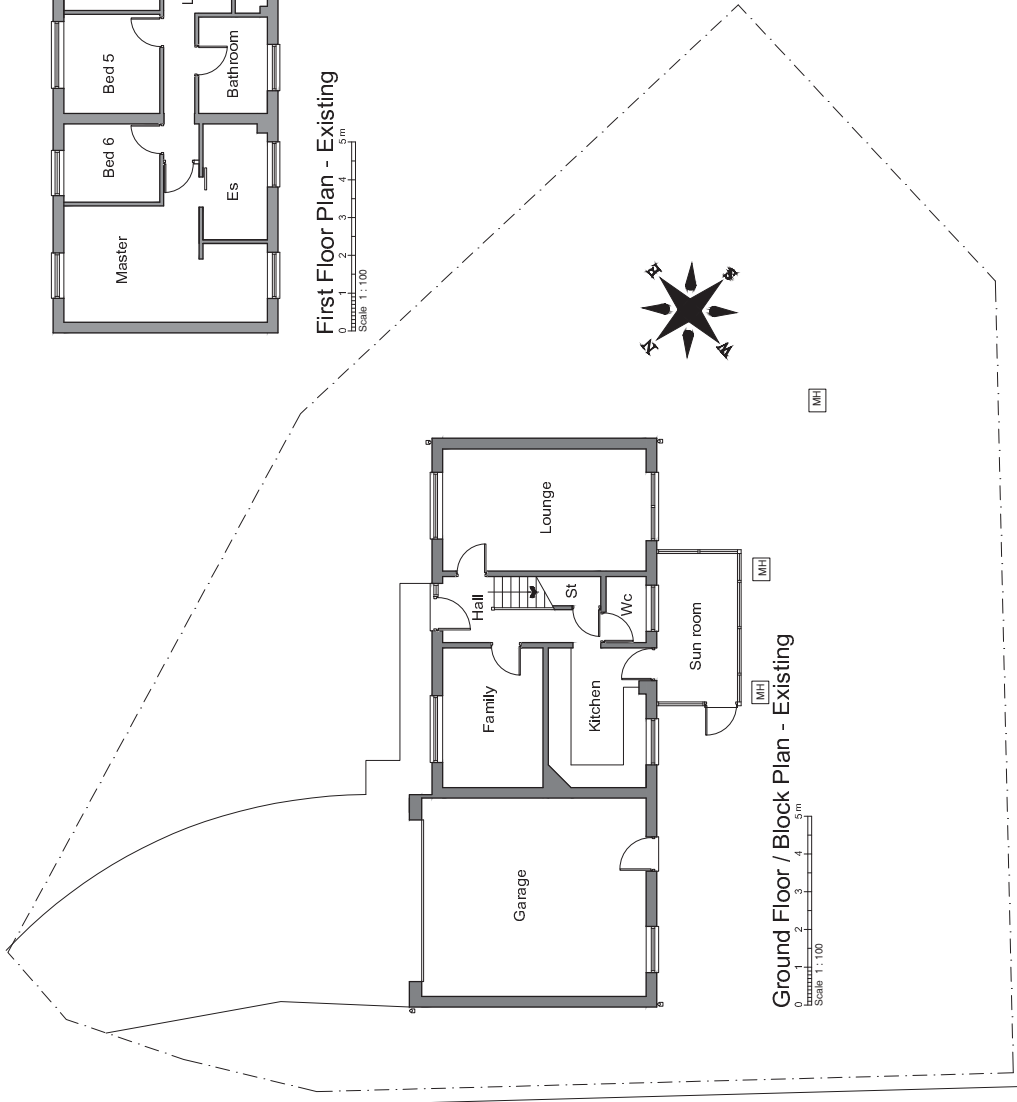 Bed 5
Bathroom
Bed 6
Es
Master
First Floor Plan - Existing
0 1 2 3 4 5 m
Scale 1 : 100
N
E
S
W
MH
Lounge
Hall
St
Wc
Family
Kitchen
Sun room
MH
MH
Garage
Ground Floor / Block Plan - Existing
0 1 2 3 4 5 m
Scale 1 : 100